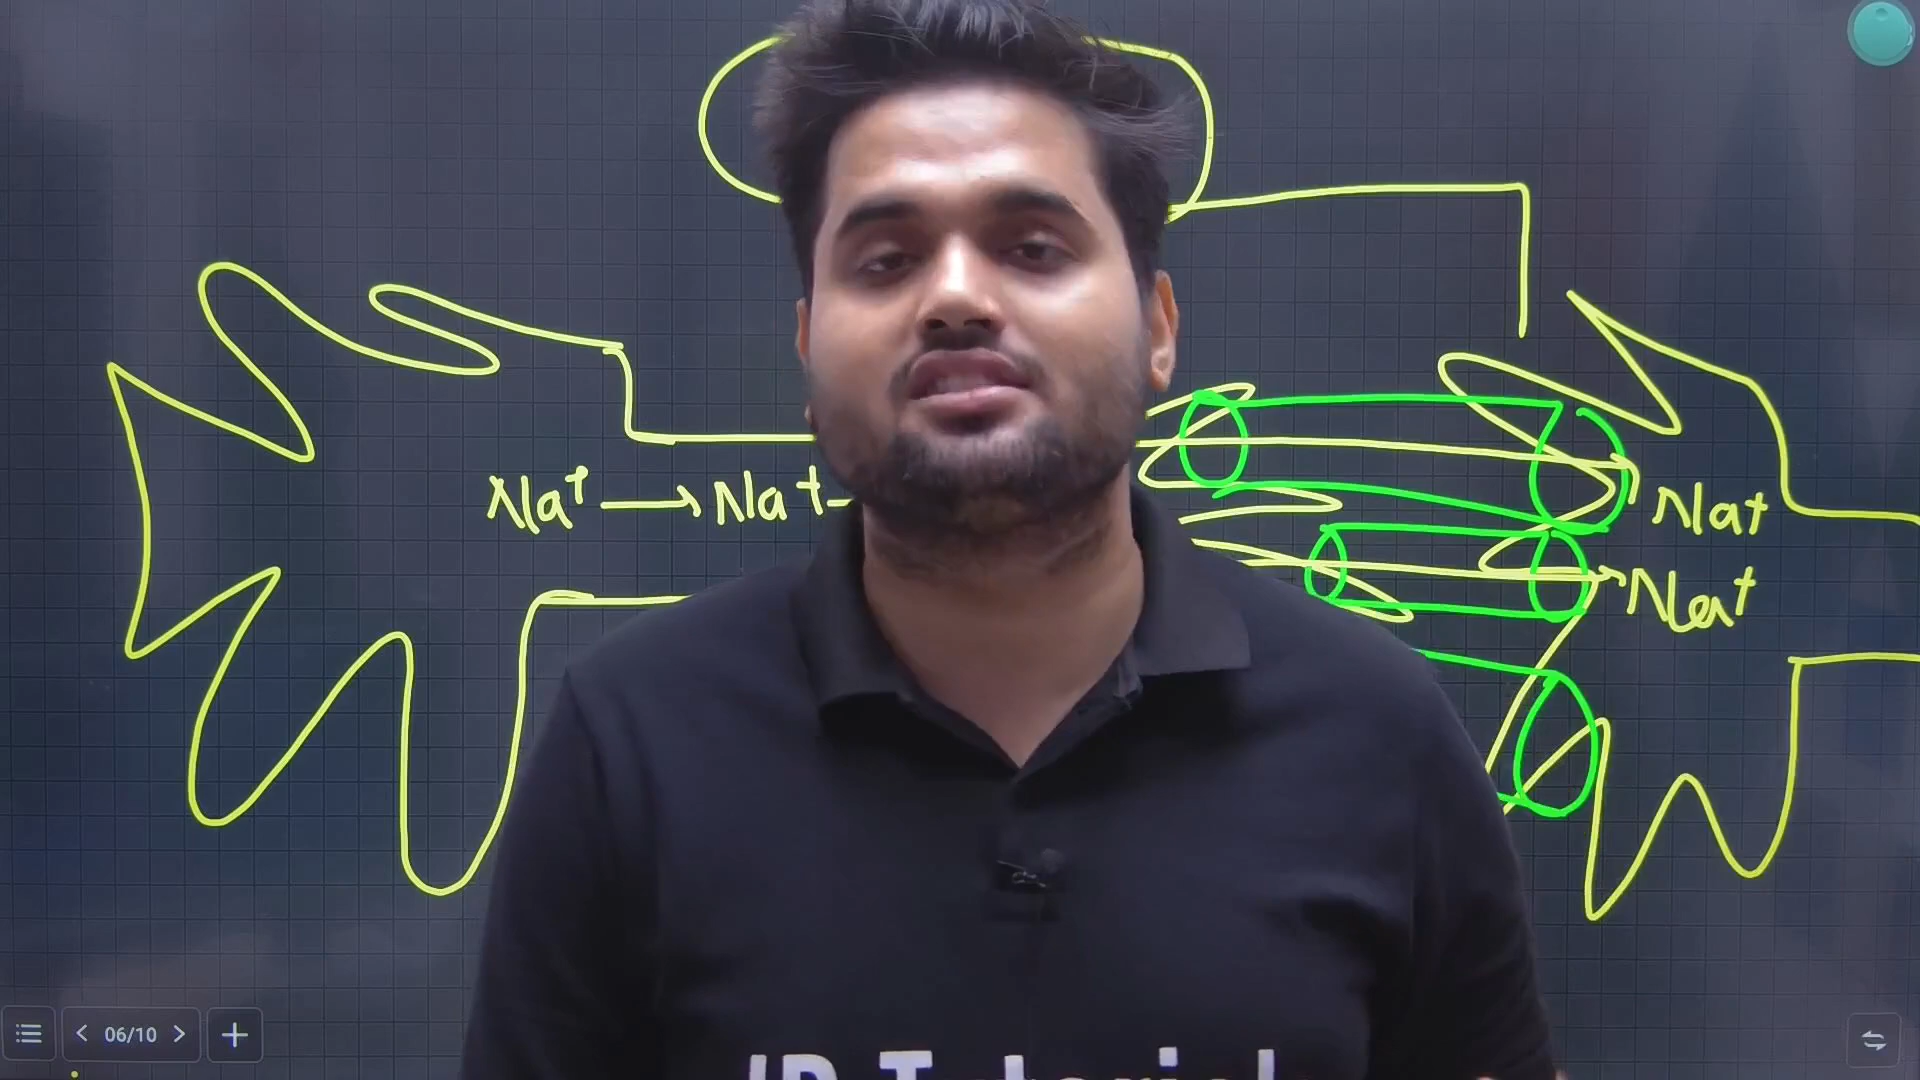 Na⁺ → Na⁺
Na⁺
Na⁺
06/10